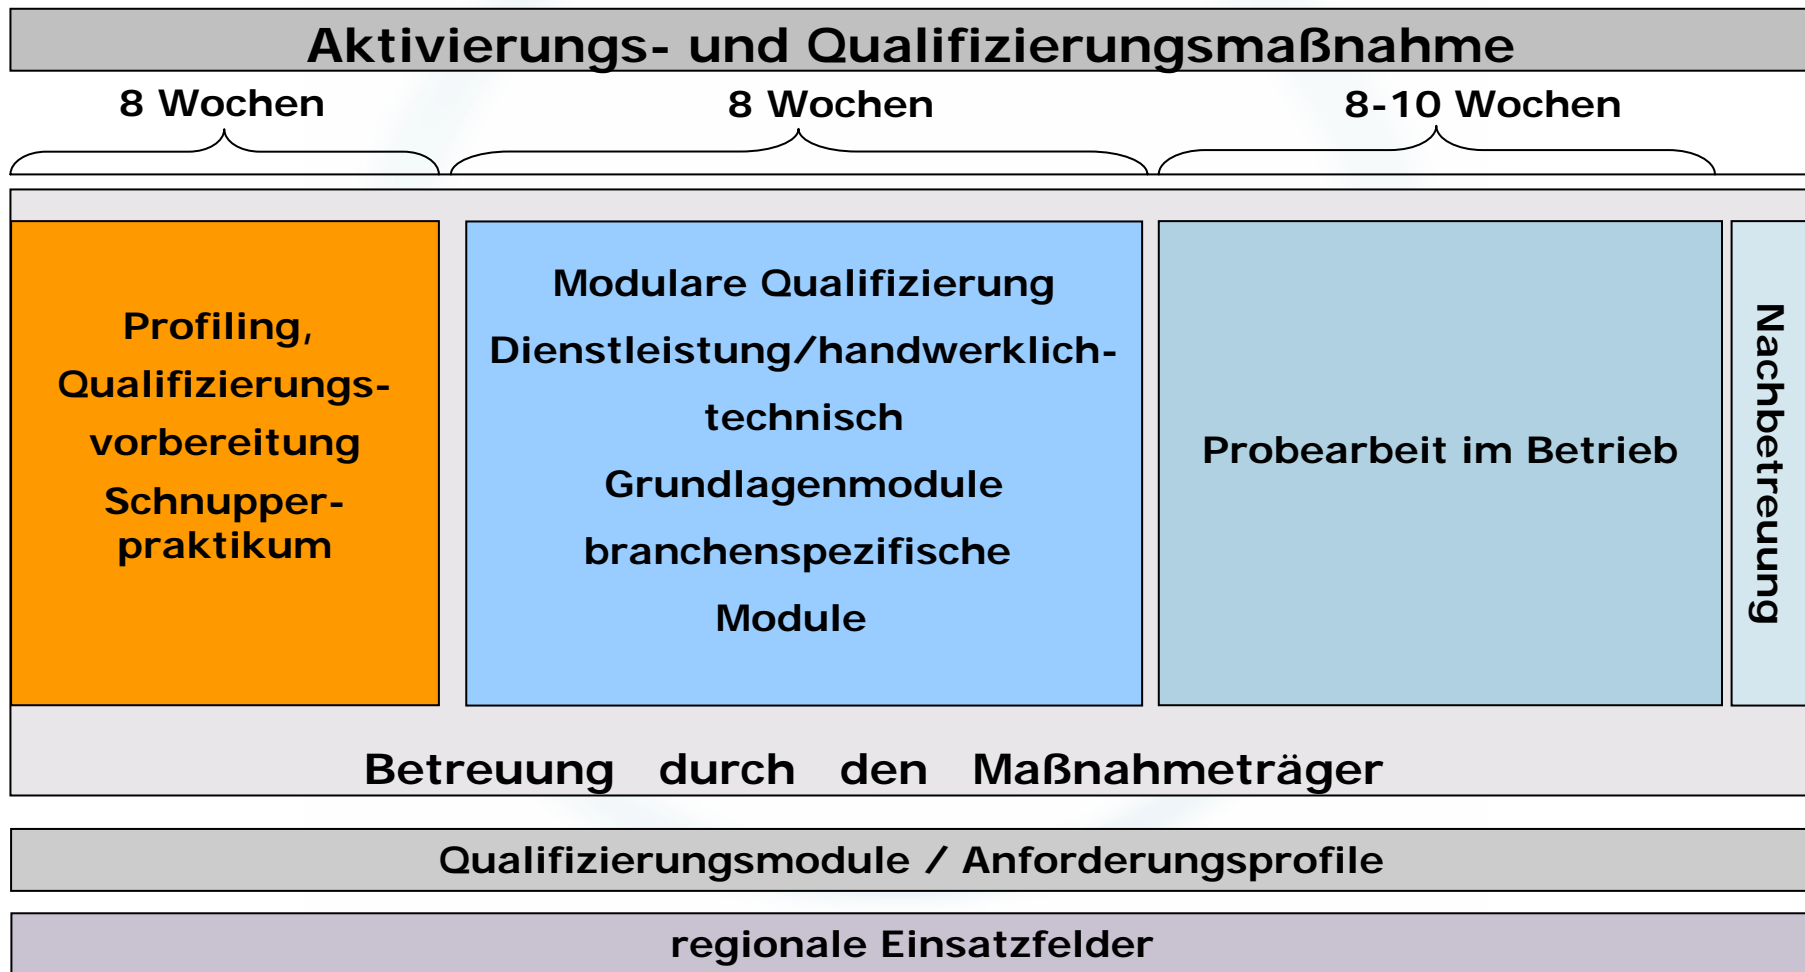 Aktivierungs- und Qualifizierungsmaßnahme
8 Wochen
8 Wochen
8-10 Wochen
Profiling,
Qualifizierungs-
vorbereitung
Schnupper-
praktikum
Modulare Qualifizierung
Dienstleistung/handwerklich-
technisch
Grundlagenmodule
branchenspezifische
Module
Probearbeit im Betrieb
Nachbetreuung
Betreuung durch den Maßnahmeträger
Qualifizierungsmodule / Anforderungsprofile
regionale Einsatzfelder